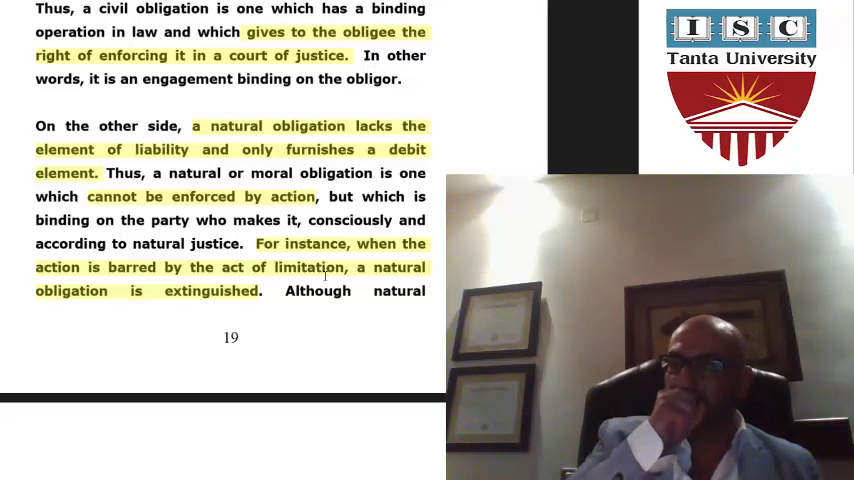 Thus, a civil obligation is one which has a binding
operation in law and which gives to the obligee the
right of enforcing it in a court of justice. In other
words, it is an engagement binding on the obligor.
On the other side, a natural obligation lacks the
element of liability and only furnishes a debit
element. Thus, a natural or moral obligation is one
which cannot be enforced by action, but which is
binding on the party who makes it, consciously and
according to natural justice. For instance, when the
action is barred by the act of limitation, a natural
obligation is extinguished. Although natural
19
I S C
Tanta University